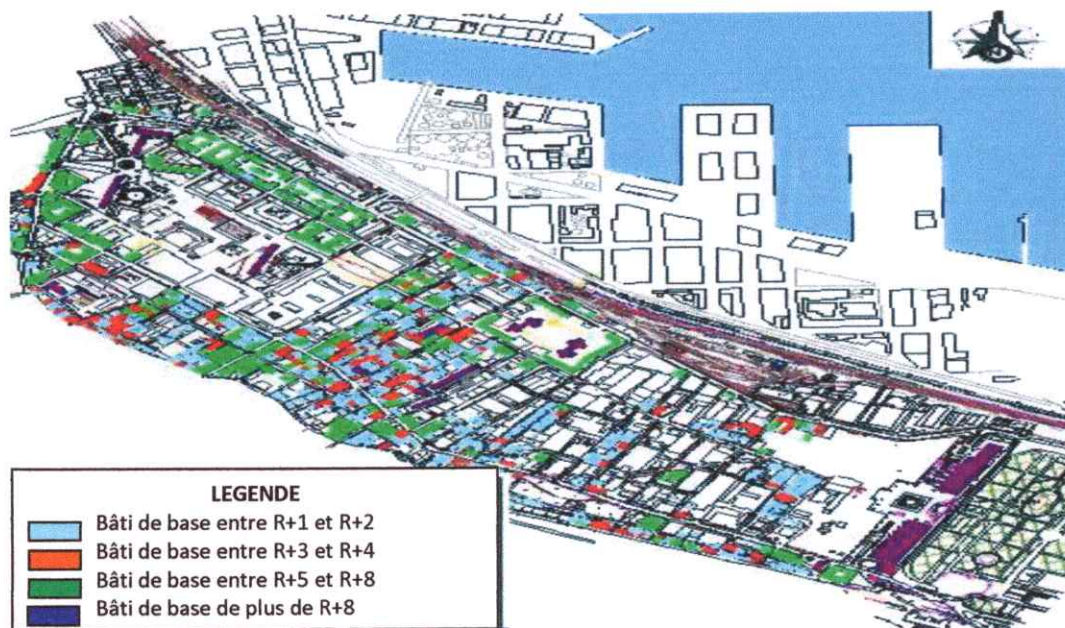 LEGENDE
Bâti de base entre R+1 et R+2
Bâti de base entre R+3 et R+4
Bâti de base entre R+5 et R+8
Bâti de base de plus de R+8